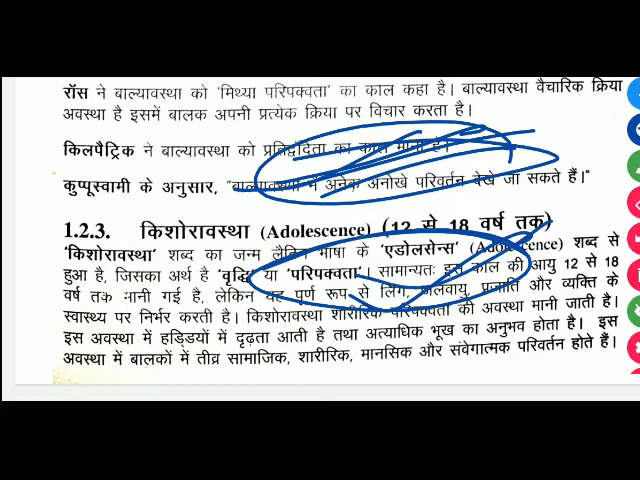 रॉस ने बाल्यावस्था को 'मिथ्या परिपक्वता' का काल कहा है। बाल्यावस्था वैचारिक क्रिया
अवस्था है इसमें बालक अपनी प्रत्येक क्रिया पर विचार करता है।
किलपैट्रिक ने बाल्यावस्था को प्रतिद्वंदिता का काल माना है।
कुप्पूस्वामी के अनुसार, "बाल्यावस्था में अनेक अनोखे परिवर्तन देखे जा सकते हैं।"
1.2.3. किशोरावस्था (Adolescence) (12 से 18 वर्ष तक)
'किशोरावस्था' शब्द का जन्म लैटिन भाषा के 'एडोलसेन्स' (Adolescence) शब्द से
हुआ है, जिसका अर्थ है 'वृद्धि' या 'परिपक्वता'। सामान्यतः इस काल की आयु 12 से 18
वर्ष तक मानी गई है, लेकिन यह पूर्ण रूप से लिंग, जलवायु, प्रजाति और व्यक्ति के
स्वास्थ्य पर निर्भर करती है। किशोरावस्था शारीरिक परिपक्वता की अवस्था मानी जाती है।
इस अवस्था में हड्डियों में दृढ़ता आती है तथा अत्याधिक भूख का अनुभव होता है। इस
अवस्था में बालकों में तीव्र सामाजिक, शारीरिक, मानसिक और संवेगात्मक परिवर्तन होते हैं।